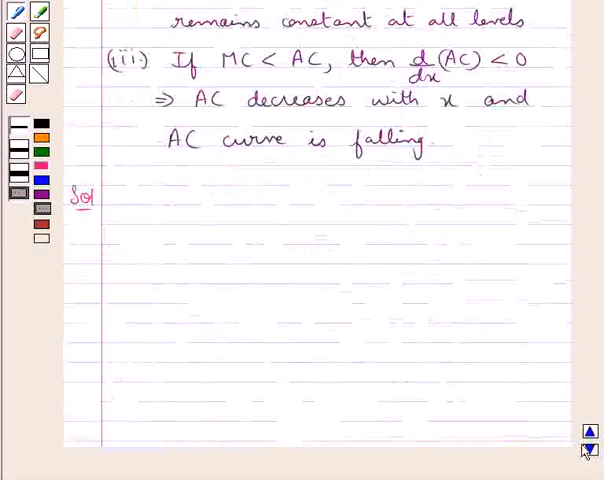 remains constant at all levels
(iii.) If MC < AC, then d/dx (AC) < 0
⇒ AC decreases with x and
AC curve is falling.
Sol